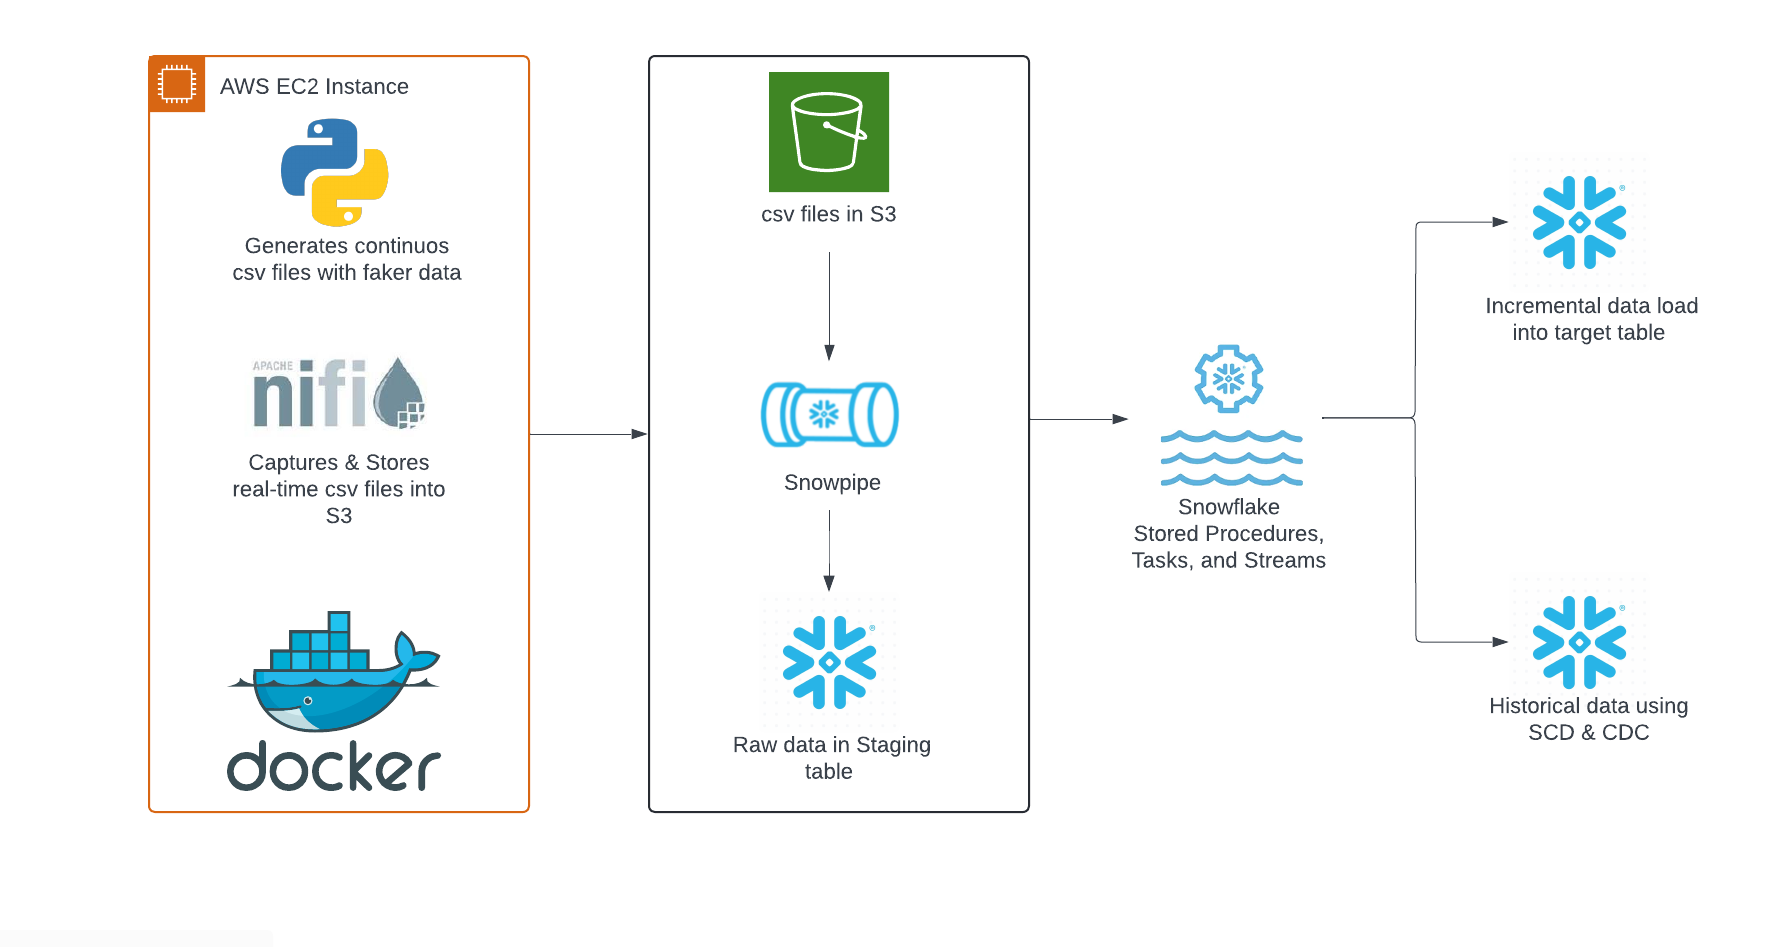 AWS EC2 Instance
Generates continuos
csv files with faker data
APACHE
nifi
Captures & Stores
real-time csv files into
S3
docker
csv files in S3
Snowpipe
Raw data in Staging
table
Snowflake
Stored Procedures,
Tasks, and Streams
®
Incremental data load
into target table
®
Historical data using
SCD & CDC
®